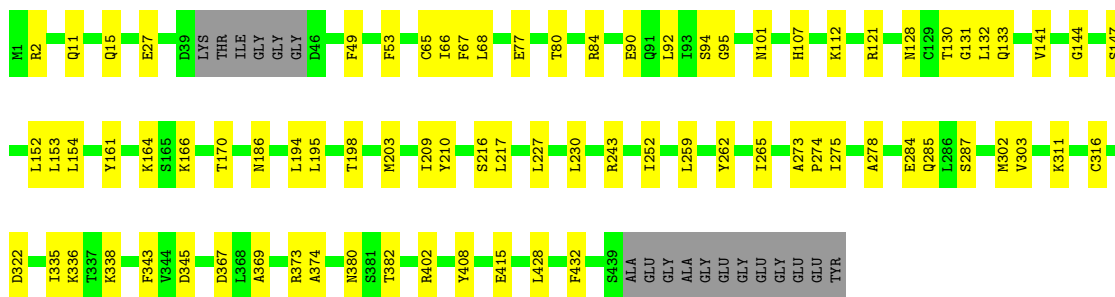 M1 R2 Q11 Q15 E27 D39 LYS THR ILE GLY GLY GLY D46 F49 F53 C65 I66 F67 L68 E77 T80 R84 E90 Q91 L92 I93 S94 G95 N101 H107 K112 R121 N128 C129 T130 G131 L132 Q133 V141 G144 S147
L152 L153 L154 Y161 K164 S165 K166 T170 N186 L194 L195 T198 M203 I209 Y210 S216 L217 L227 L230 R243 I252 L259 Y262 I265 A273 P274 I275 A278 E284 Q285 L286 S287 M302 V303 K311 C316
D322 I335 K336 T337 K338 F343 V344 D345 D367 L368 A369 R373 A374 N380 S381 T382 R402 Y408 E415 L428 F432 S439 ALA GLU GLY ALA GLY GLU GLY GLU GLY GLU GLU TYR